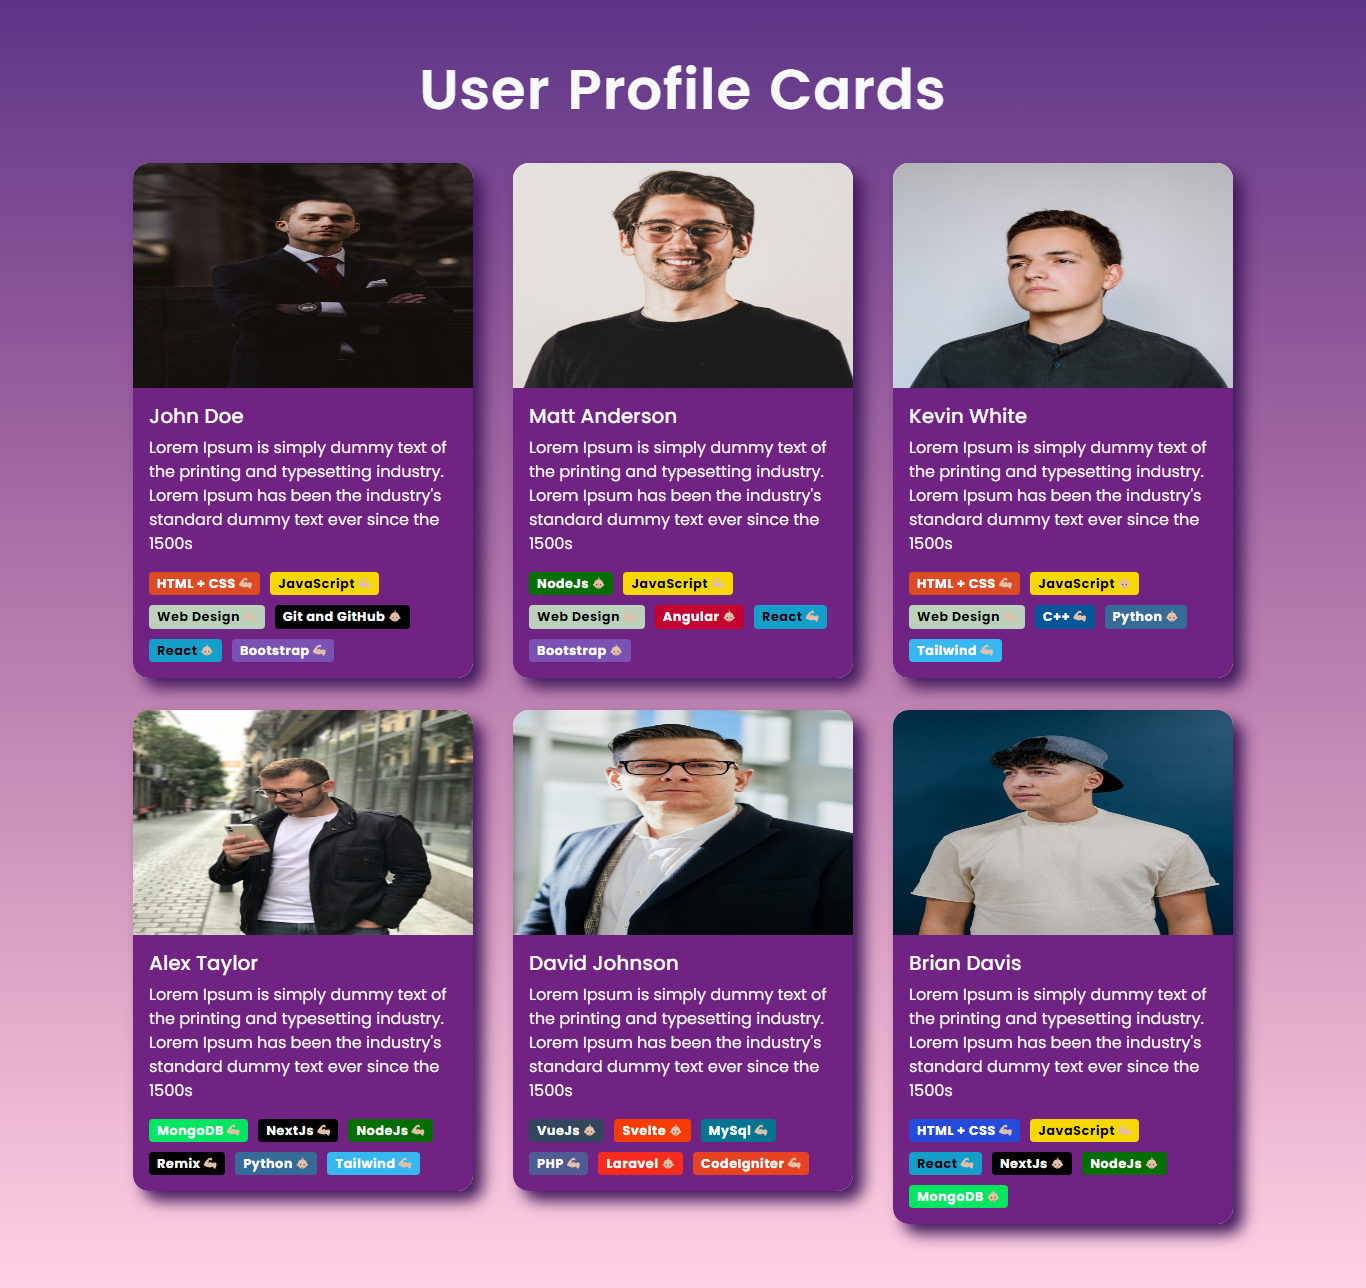 User Profile Cards
John Doe
Lorem Ipsum is simply dummy text of
the printing and typesetting industry.
Lorem Ipsum has been the industry's
standard dummy text ever since the
1500s
HTML + CSS 💪🏼 JavaScript 💪🏼
Web Design 💪🏼 Git and GitHub 👶🏼
React 👶🏼 Bootstrap 💪🏼
Matt Anderson
Lorem Ipsum is simply dummy text of
the printing and typesetting industry.
Lorem Ipsum has been the industry's
standard dummy text ever since the
1500s
NodeJs 👶🏼 JavaScript 💪🏼
Web Design 💪🏼 Angular 👶🏼 React 💪🏼
Bootstrap 👶🏼
Kevin White
Lorem Ipsum is simply dummy text of
the printing and typesetting industry.
Lorem Ipsum has been the industry's
standard dummy text ever since the
1500s
HTML + CSS 💪🏼 JavaScript 👶🏼
Web Design 💪🏼 C++ 💪🏼 Python 👶🏼
Tailwind 💪🏼
Alex Taylor
Lorem Ipsum is simply dummy text of
the printing and typesetting industry.
Lorem Ipsum has been the industry's
standard dummy text ever since the
1500s
MongoDB 💪🏼 NextJs 💪🏼 NodeJs 💪🏼
Remix 💪🏼 Python 👶🏼 Tailwind 💪🏼
David Johnson
Lorem Ipsum is simply dummy text of
the printing and typesetting industry.
Lorem Ipsum has been the industry's
standard dummy text ever since the
1500s
VueJs 👶🏼 Svelte 👶🏼 MySql 💪🏼
PHP 💪🏼 Laravel 👶🏼 CodeIgniter 💪🏼
Brian Davis
Lorem Ipsum is simply dummy text of
the printing and typesetting industry.
Lorem Ipsum has been the industry's
standard dummy text ever since the
1500s
HTML + CSS 💪🏼 JavaScript 💪🏼
React 💪🏼 NextJs 👶🏼 NodeJs 👶🏼
MongoDB 👶🏼